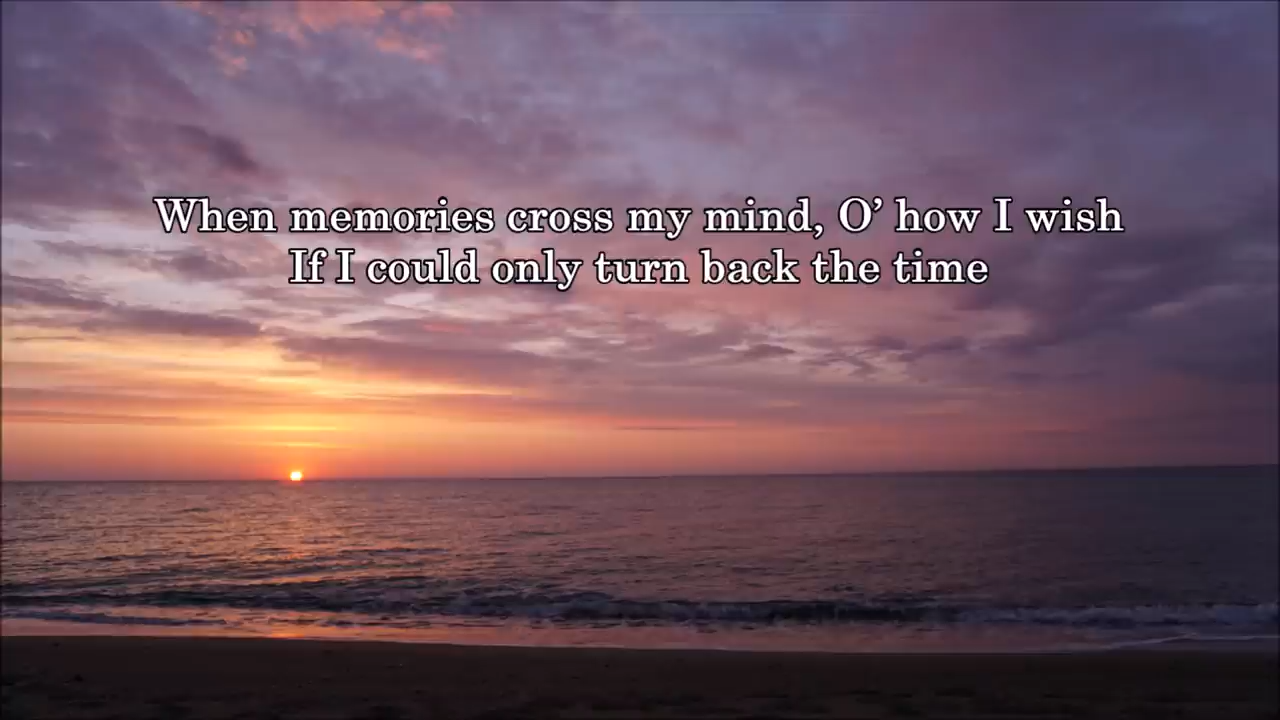 When memories cross my mind, O’ how I wish
If I could only turn back the time